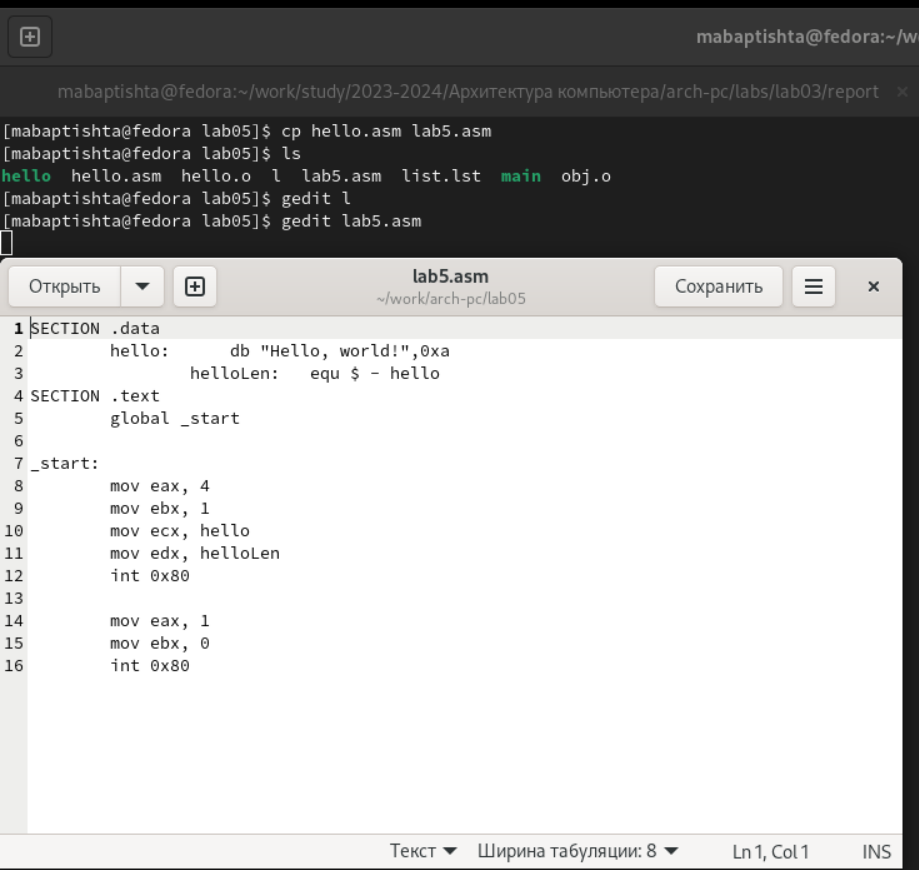 mabaptishta@fedora:~/w
mabaptishta@fedora:~/work/study/2023-2024/Архитектура компьютера/arch-pc/labs/lab03/report ×
[mabaptishta@fedora lab05]$ cp hello.asm lab5.asm
[mabaptishta@fedora lab05]$ ls
hello  hello.asm  hello.o  l  lab5.asm  list.lst  main  obj.o
[mabaptishta@fedora lab05]$ gedit l
[mabaptishta@fedora lab05]$ gedit lab5.asm
Открыть
lab5.asm
~/work/arch-pc/lab05
Сохранить
1 SECTION .data
2         hello:      db "Hello, world!",0xa
3                 helloLen:   equ $ - hello
4 SECTION .text
5         global _start
6
7 _start:
8         mov eax, 4
9         mov ebx, 1
10         mov ecx, hello
11         mov edx, helloLen
12         int 0x80
13
14         mov eax, 1
15         mov ebx, 0
16         int 0x80
Текст Ширина табуляции: 8 Ln 1, Col 1 INS